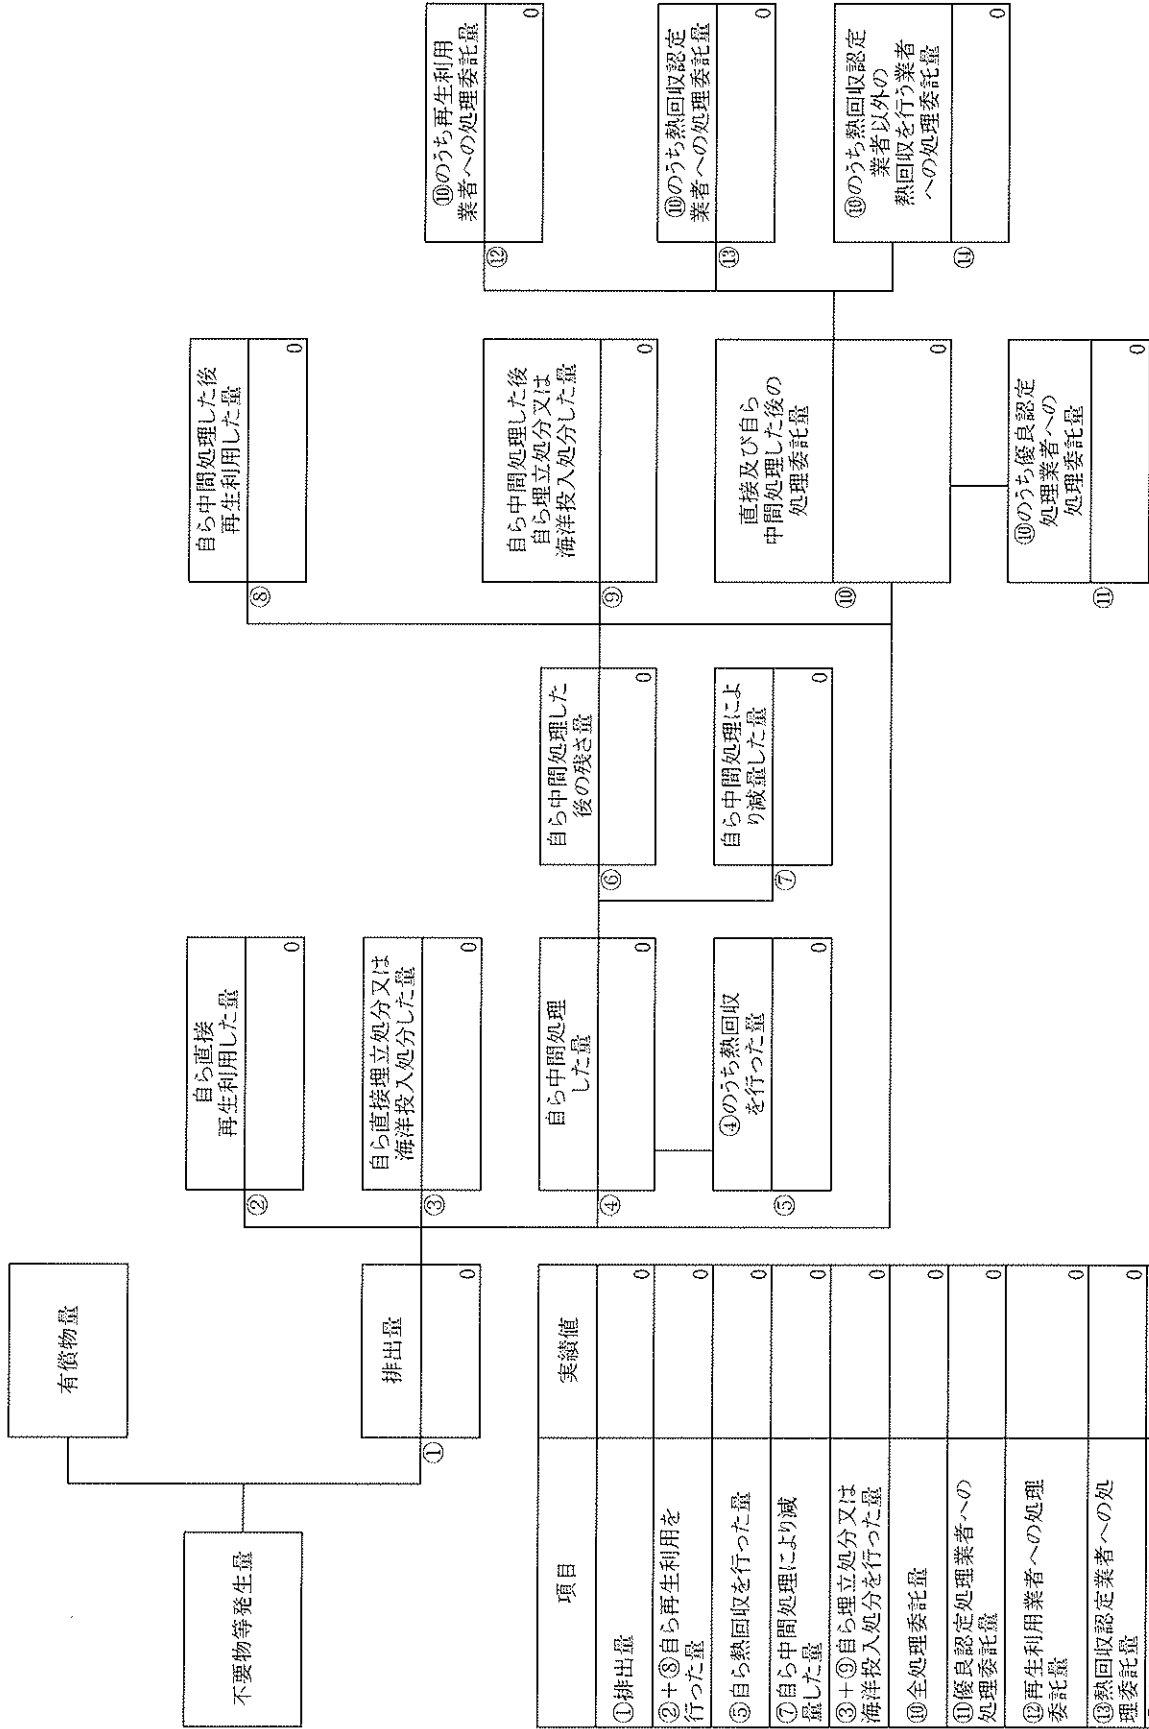 不要物等発生量
有償物量
①
排出量
0
②
自ら直接
再生利用した量
0
③
自ら直接埋立処分又は
海洋投入処分した量
0
④
自ら中間処理
した量
0
⑤
④のうち熱回収
を行った量
0
⑥
自ら中間処理した
後の残さ量
0
⑦
自ら中間処理によ
り減量した量
0
⑧
自ら中間処理した後
再生利用した量
0
⑨
自ら中間処理した後
自ら埋立処分又は
海洋投入処分した量
0
⑩
直接及び自ら
中間処理した後の
処理委託量
0
⑪
⑩のうち優良認定
処理業者への
処理委託量
0
⑫
⑩のうち再生利用
業者への処理委託量
0
⑬
⑩のうち熱回収認定
業者への処理委託量
0
⑭
⑩のうち熱回収認定
業者以外の
熱回収を行う業者
への処理委託量
0
項目 実績値
①排出量 0
②+⑧自ら再生利用を
行った量 0
⑤自ら熱回収を行った量 0
⑦自ら中間処理により減
量した量 0
③+⑨自ら埋立処分又は
海洋投入処分を行った量 0
⑩全処理委託量 0
⑪優良認定処理業者への
処理委託量 0
⑫再生利用業者への処理
委託量 0
⑬熱回収認定業者への処
理委託量 0